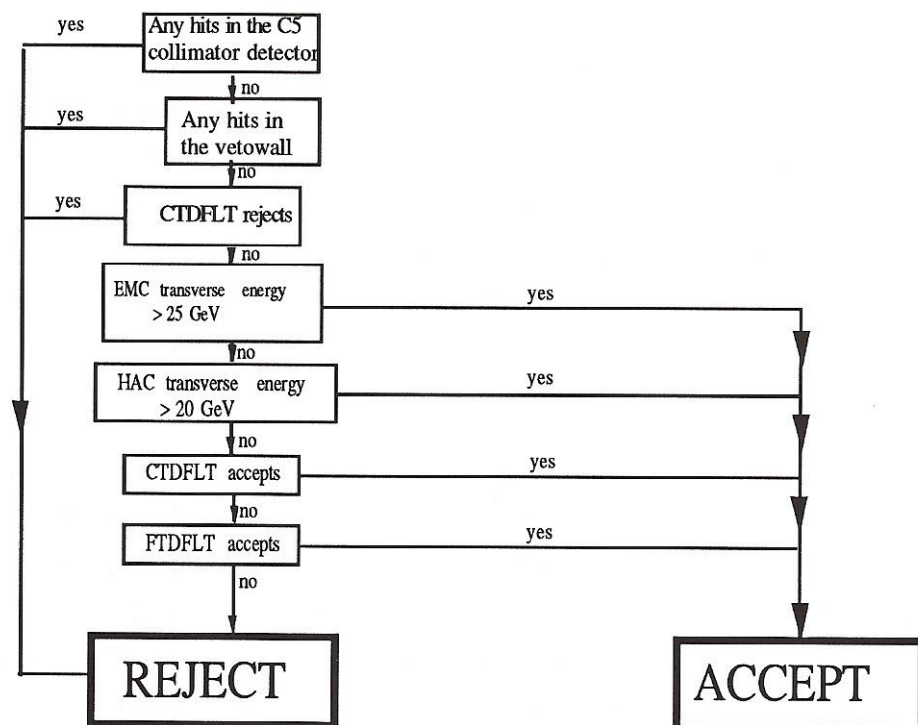 Any hits in the C5
collimator detector
yes
no
Any hits in
the vetowall
yes
no
CTDFLT rejects
yes
no
EMC transverse energy
> 25 GeV
yes
no
HAC transverse energy
> 20 GeV
yes
no
CTDFLT accepts
yes
no
FTDFLT accepts
yes
no
REJECT
ACCEPT